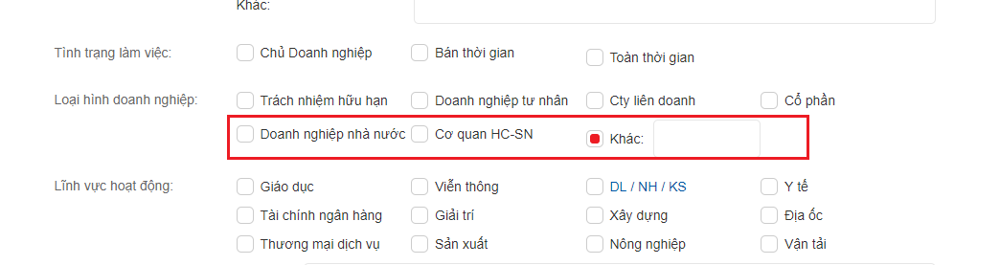 Khác:
Tình trạng làm việc: Chủ Doanh nghiệp Bán thời gian Toàn thời gian
Loại hình doanh nghiệp: Trách nhiệm hữu hạn Doanh nghiệp tư nhân Cty liên doanh Cổ phần
Doanh nghiệp nhà nước Cơ quan HC-SN Khác:
Lĩnh vực hoạt động: Giáo dục Viễn thông DL / NH / KS Y tế
Tài chính ngân hàng Giải trí Xây dựng Địa ốc
Thương mại dịch vụ Sản xuất Nông nghiệp Vận tải